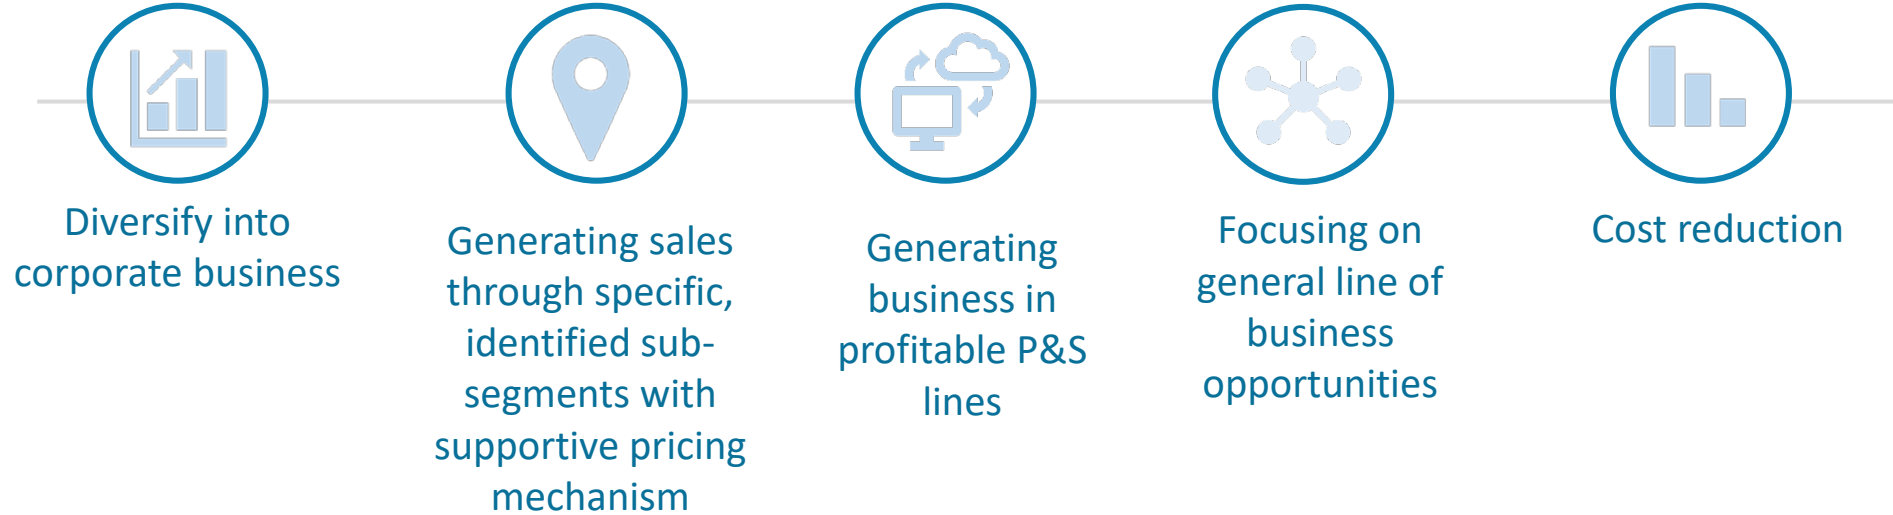 Diversify into
corporate business
Generating sales
through specific,
identified sub-
segments with
supportive pricing
mechanism
Generating
business in
profitable P&S
lines
Focusing on
general line of
business
opportunities
Cost reduction